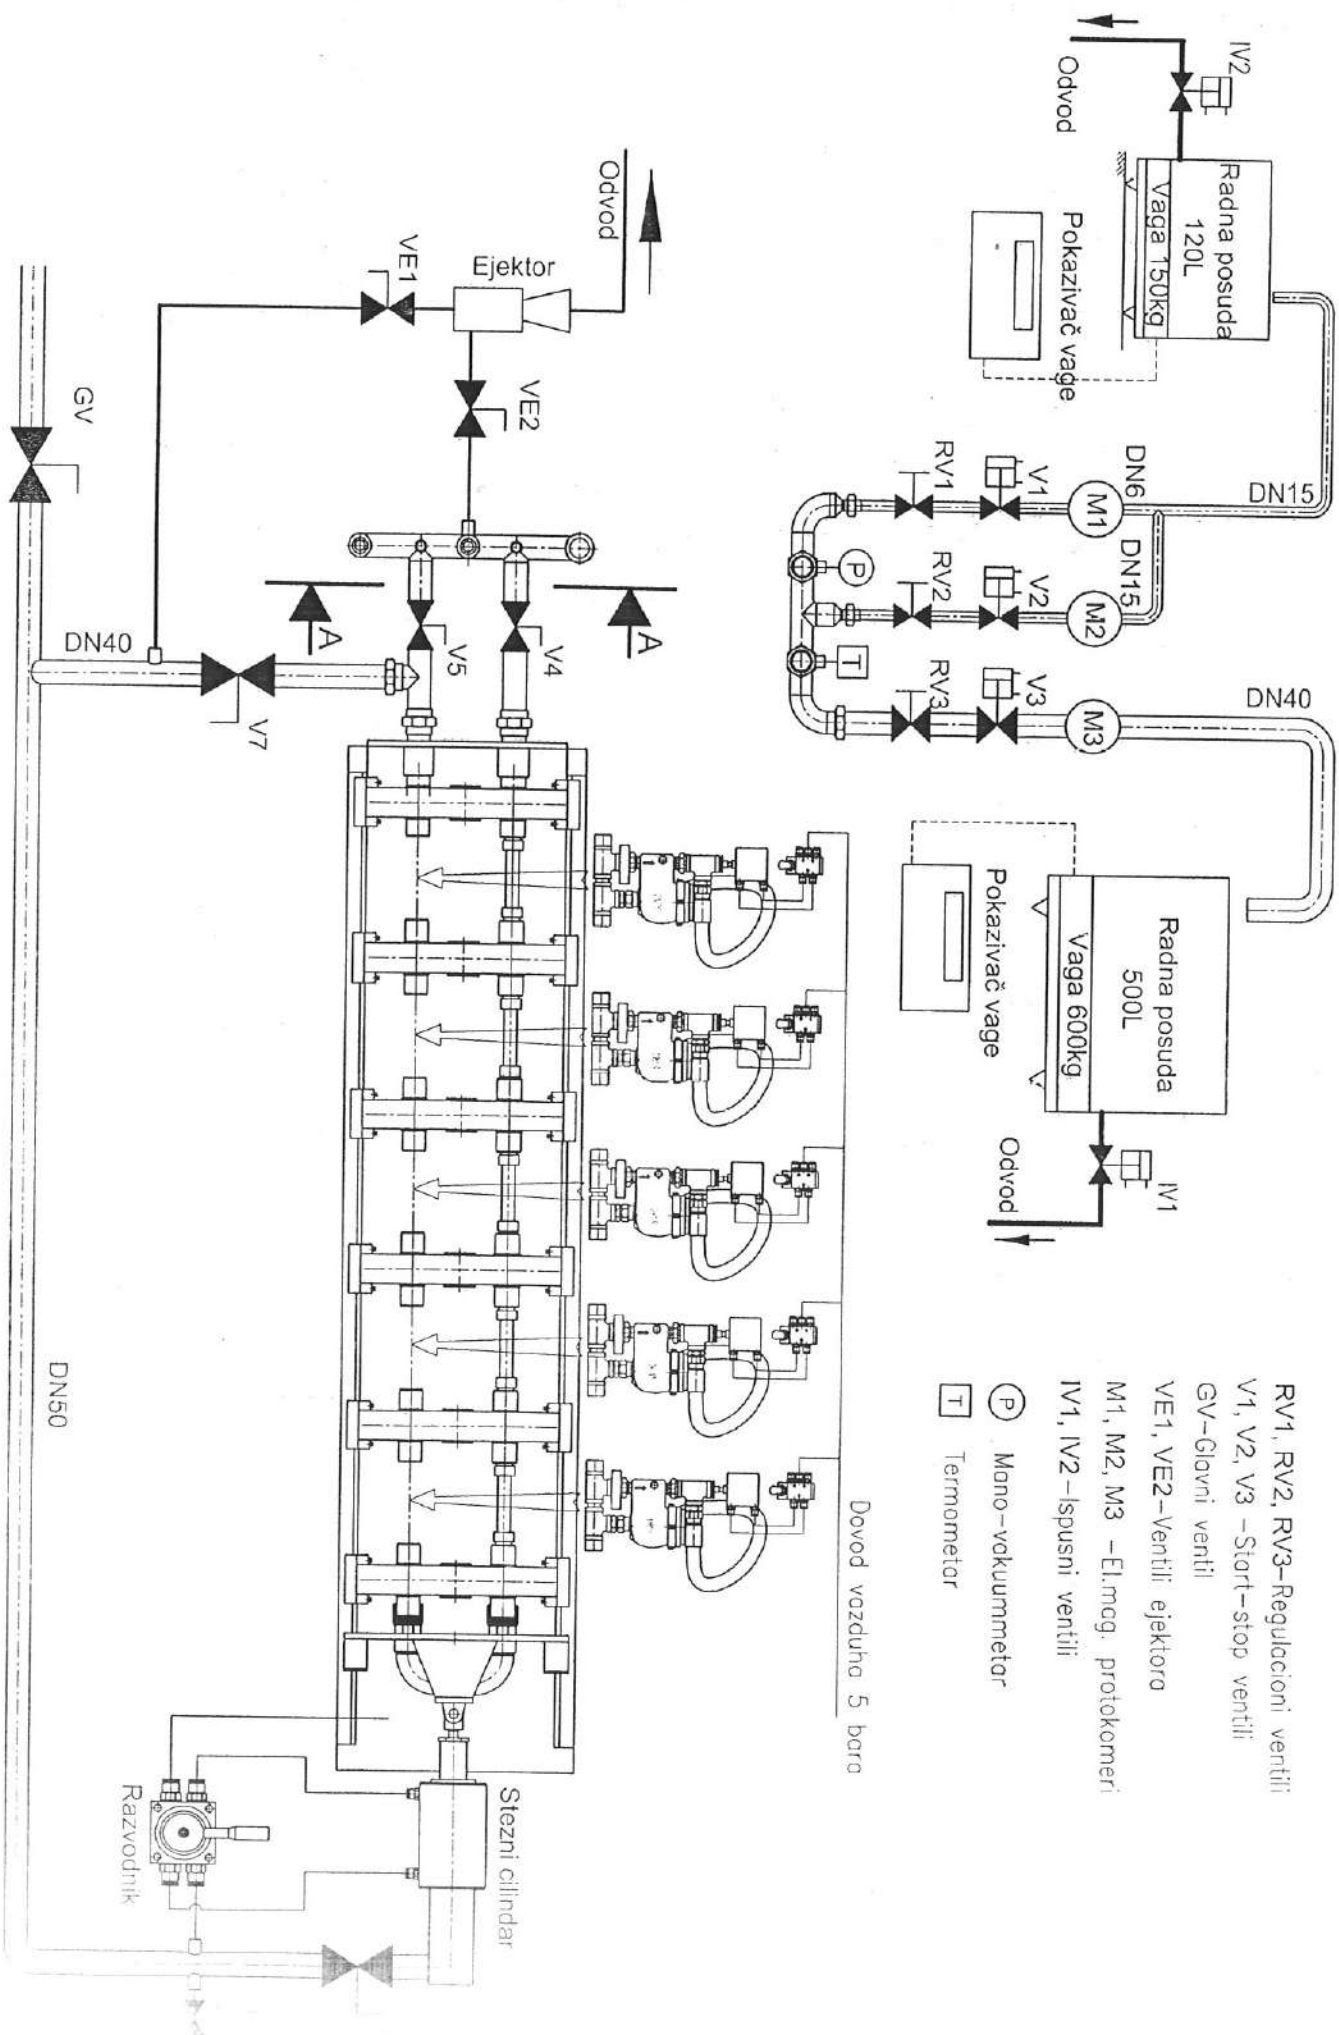 IV2
Odvod
Radna posuda
120L
Vaga 150kg
Pokazivač vage
DN15
DN6
M1
V1
RV1
DN15
M2
V2
RV2
P
T
DN40
M3
V3
RV3
Radna posuda
500L
Vaga 600kg
Pokazivač vage
IV1
Odvod
RV1, RV2, RV3-Regulacioni ventili
V1, V2, V3 -Start-stop ventili
GV-Glavni ventil
VE1, VE2-Ventili ejektora
M1, M2, M3 -El.mag. protokomeri
IV1, IV2-Ispusni ventili
P Mano-vakuummetar
T Termometar
Odvod
Ejektor
VE1
VE2
GV
A
A
V4
V5
DN40
V7
Dovod vazduha 5 bara
DN50
Stezni cilindar
Razvodnik